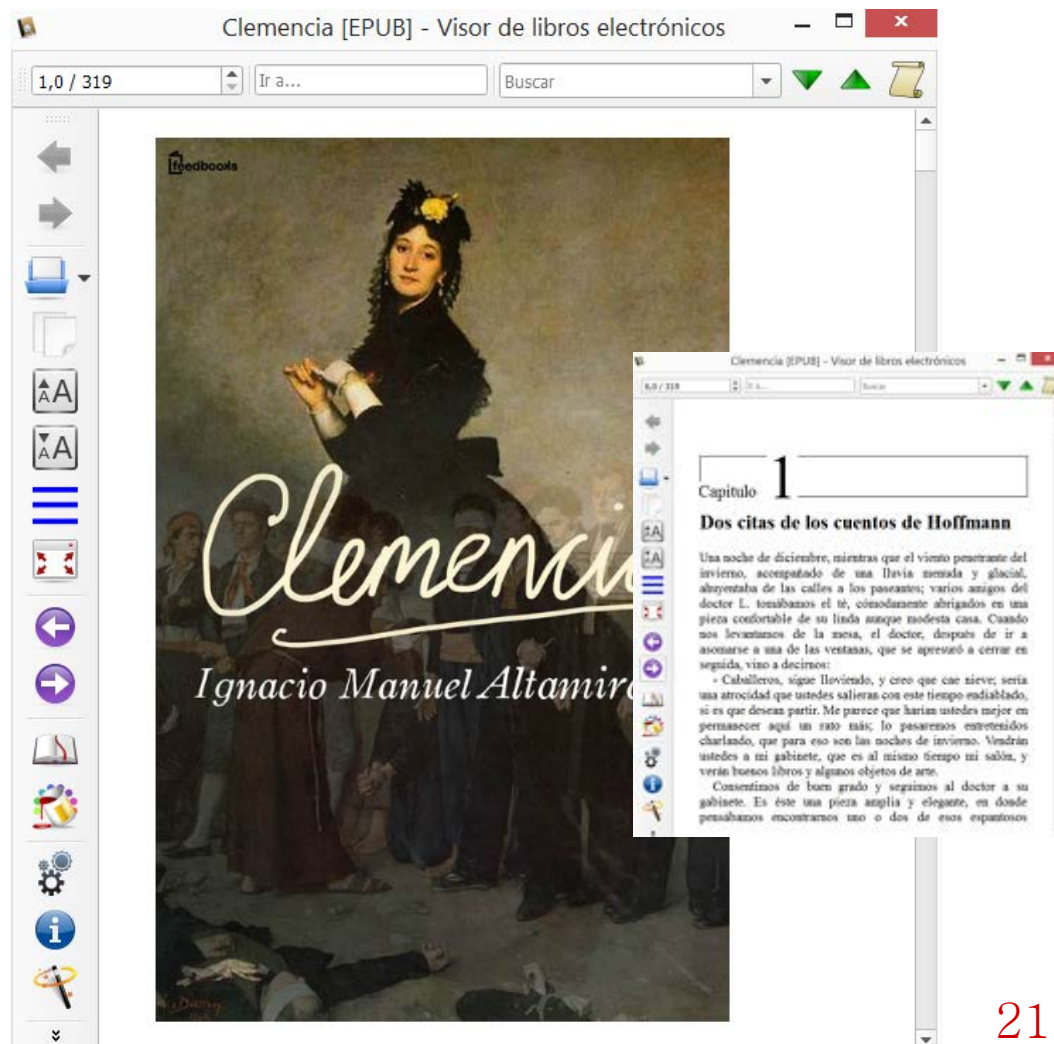 Clemencia [EPUB] - Visor de libros electrónicos
1,0 / 319
Ir a...
Buscar
feedbooks
Clemenci
Ignacio Manuel Altamir
Clemencia [EPUB] - Visor de libros electrónicos
6,0 / 319
Ir a...
Buscar
Capitulo 1
Dos citas de los cuentos de Hoffmann
Una noche de diciembre, mientras que el viento penetrante del
invierno, acompañado de una lluvia menuda y glacial,
ahuyentaba de las calles a los paseantes; varios amigos del
doctor L. tomábamos el té, cómodamente abrigados en una
pieza confortable de su linda aunque modesta casa. Cuando
nos levantamos de la mesa, el doctor, después de ir a
asomarse a una de las ventanas, que se apresuró a cerrar en
seguida, vino a decirnos:
- Caballeros, sigue lloviendo, y creo que cae nieve; sería
una atrocidad que ustedes salieran con este tiempo endiablado,
si es que desean partir. Me parece que harían ustedes mejor en
permanecer aquí un rato más; lo pasaremos entretenidos
charlando, que para eso son las noches de invierno. Vendrán
ustedes a mi gabinete, que es al mismo tiempo mi salón, y
verán buenos libros y algunos objetos de arte.
Consentimos de buen grado y seguimos al doctor a su
gabinete. Es éste una pieza amplia y elegante, en donde
pensábamos encontrarnos uno o dos de esos espantosos
21